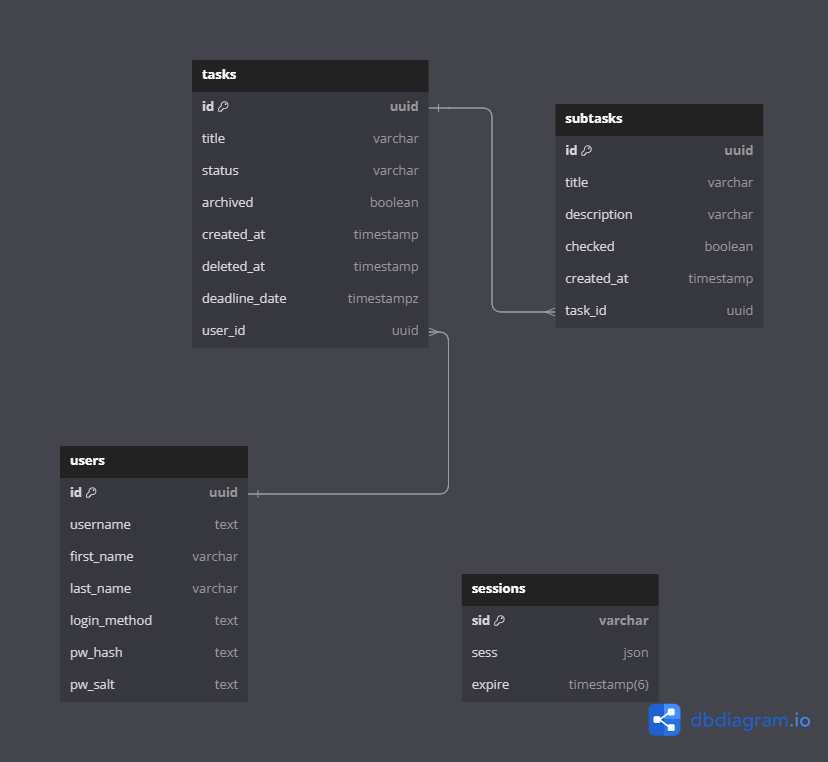 tasks
id uuid
title varchar
status varchar
archived boolean
created_at timestamp
deleted_at timestamp
deadline_date timestampz
user_id uuid
subtasks
id uuid
title varchar
description varchar
checked boolean
created_at timestamp
task_id uuid
users
id uuid
username text
first_name varchar
last_name varchar
login_method text
pw_hash text
pw_salt text
sessions
sid varchar
sess json
expire timestamp(6)
dbdiagram.io